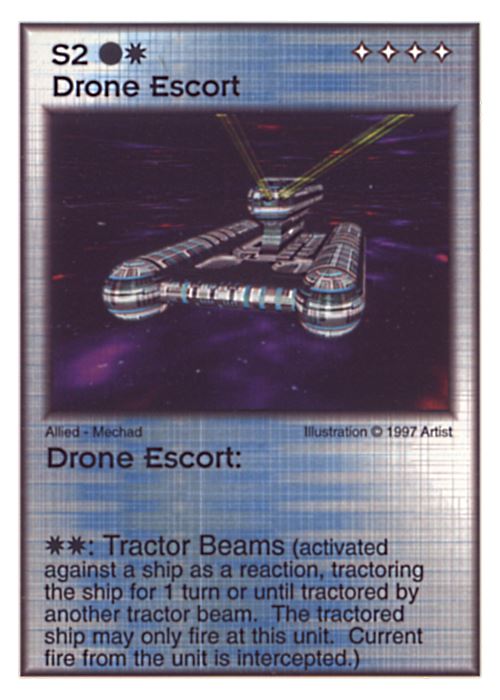 S2
Drone Escort
Allied - Mechad
Illustration © 1997 Artist
Drone Escort:
: Tractor Beams (activated
against a ship as a reaction, tractoring
the ship for 1 turn or until tractored by
another tractor beam. The tractored
ship may only fire at this unit. Current
fire from the unit is intercepted.)